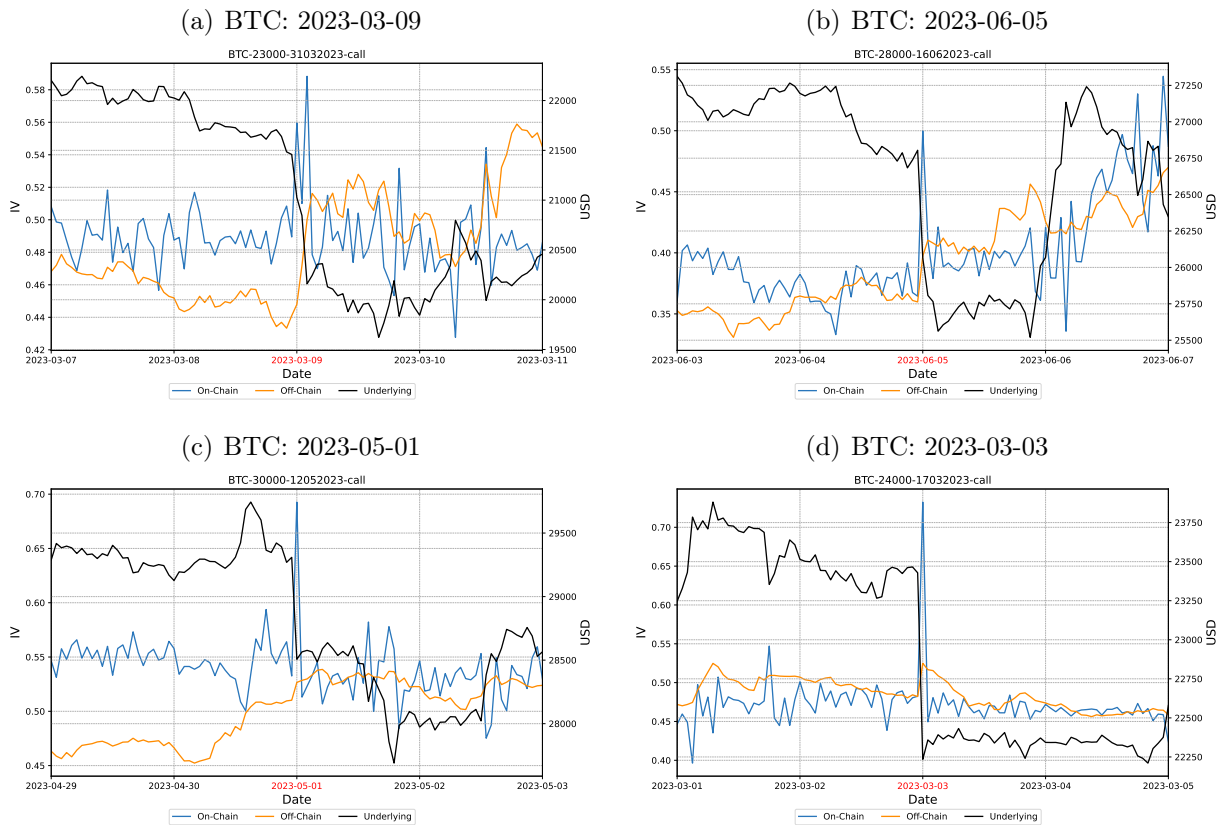 (a) BTC: 2023-03-09
BTC-23000-31032023-call
0.58
0.56
0.54
0.52
0.50
0.48
0.46
0.44
0.42
IV
22000
21500
21000
20500
20000
19500
USD
2023-03-07
2023-03-08
2023-03-09
2023-03-10
2023-03-11
Date
On-Chain
Off-Chain
Underlying
(b) BTC: 2023-06-05
BTC-28000-16062023-call
0.55
0.50
0.45
0.40
0.35
IV
27250
27000
26750
26500
26250
26000
25750
25500
USD
2023-06-03
2023-06-04
2023-06-05
2023-06-06
2023-06-07
Date
On-Chain
Off-Chain
Underlying
(c) BTC: 2023-05-01
BTC-30000-12052023-call
0.70
0.65
0.60
0.55
0.50
0.45
IV
29500
29000
28500
28000
USD
2023-04-29
2023-04-30
2023-05-01
2023-05-02
2023-05-03
Date
On-Chain
Off-Chain
Underlying
(d) BTC: 2023-03-03
BTC-24000-17032023-call
0.70
0.65
0.60
0.55
0.50
0.45
0.40
IV
23750
23500
23250
23000
22750
22500
22250
USD
2023-03-01
2023-03-02
2023-03-03
2023-03-04
2023-03-05
Date
On-Chain
Off-Chain
Underlying